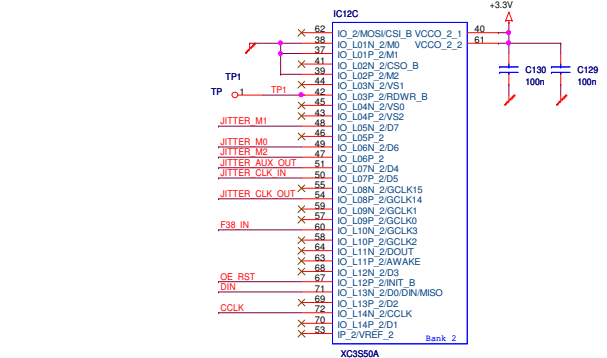 +3.3V
IC12C
62 IO_2/MOSI/CSI_B VCCO_2_1 40
38 IO_L01N_2/M0 VCCO_2_2 61
37 IO_L01P_2/M1
41 IO_L02N_2/CSO_B
39 IO_L02P_2/M2
C130
100n
C129
100n
44 IO_L03N_2/VS1
TP1
TP 1 TP1 42 IO_L03P_2/RDWR_B
45 IO_L04N_2/VS0
43 IO_L04P_2/VS2
JITTER_M1 48 IO_L05N_2/D7
46 IO_L05P_2
JITTER_M0 49 IO_L06N_2/D6
JITTER_M2 47 IO_L06P_2
JITTER_AUX_OUT 51 IO_L07N_2/D4
JITTER_CLK_IN 50 IO_L07P_2/D5
55 IO_L08N_2/GCLK15
JITTER_CLK_OUT 54 IO_L08P_2/GCLK14
59 IO_L09N_2/GCLK1
57 IO_L09P_2/GCLK0
F38_IN 60 IO_L10N_2/GCLK3
58 IO_L10P_2/GCLK2
64 IO_L11N_2/DOUT
63 IO_L11P_2/AWAKE
68 IO_L12N_2/D3
OE_RST 67 IO_L12P_2/INIT_B
DIN 71 IO_L13N_2/D0/DIN/MISO
69 IO_L13P_2/D2
CCLK 72 IO_L14N_2/CCLK
70 IO_L14P_2/D1
53 IP_2/VREF_2
Bank 2
XC3S50A